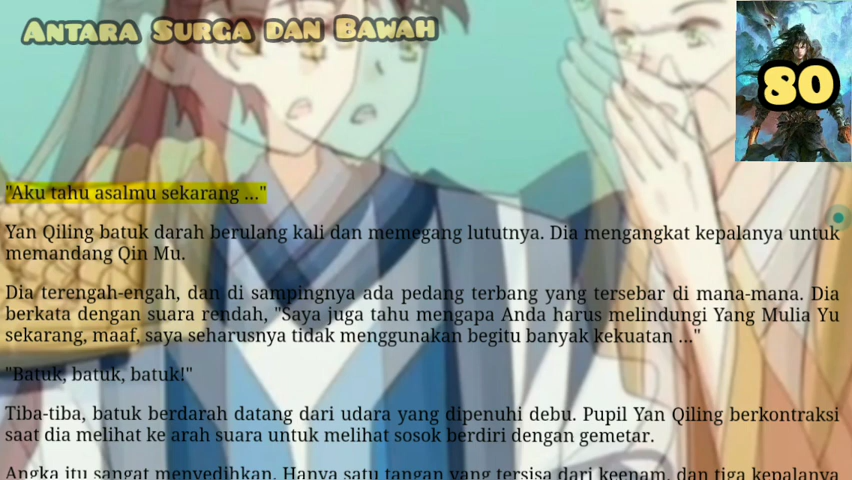 Antara Surga dan Bawah
80
"Aku tahu asalmu sekarang ..."
Yan Qiling batuk darah berulang kali dan memegang lututnya. Dia mengangkat kepalanya untuk
memandang Qin Mu.
Dia terengah-engah, dan di sampingnya ada pedang terbang yang tersebar di mana-mana. Dia
berkata dengan suara rendah, "Saya juga tahu mengapa Anda harus melindungi Yang Mulia Yu
sekarang, maaf, saya seharusnya tidak menggunakan begitu banyak kekuatan ..."
"Batuk, batuk, batuk!"
Tiba-tiba, batuk berdarah datang dari udara yang dipenuhi debu. Pupil Yan Qiling berkontraksi
saat dia melihat ke arah suara untuk melihat sosok berdiri dengan gemetar.
Angka itu sangat menyedihkan. Hanya satu tangan yang tersisa dari keenam, dan tiga kepalanya